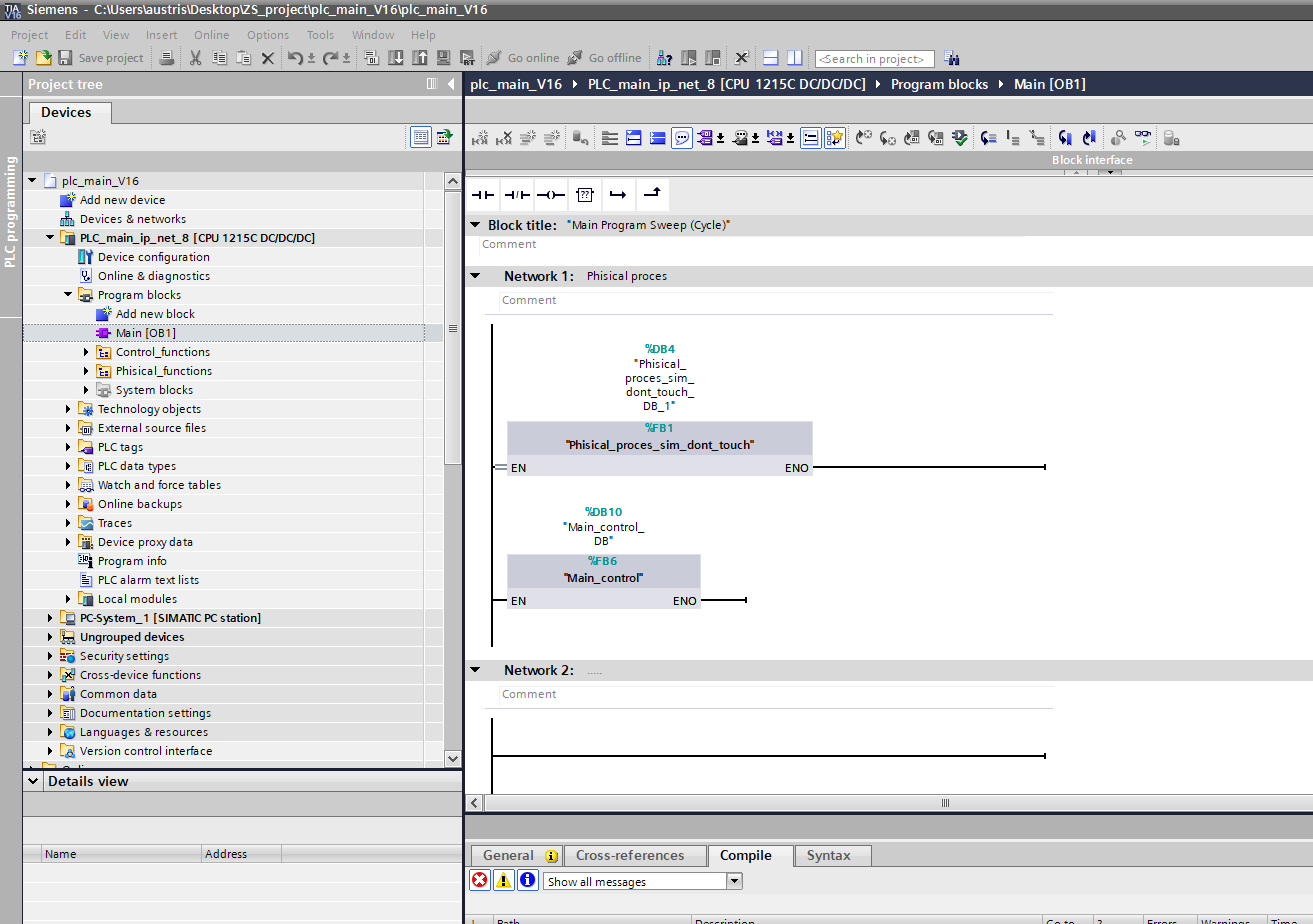 Siemens - C:\Users\austris\Desktop\ZS_project\plc_main_V16\plc_main_V16
Project Edit View Insert Online Options Tools Window Help
Save project Go online Go offline <Search in project>
Project tree
plc_main_V16 PLC_main_ip_net_8 [CPU 1215C DC/DC/DC] Program blocks Main [OB1]
Devices
PLC programming
Block interface
plc_main_V16
Add new device
Devices & networks
PLC_main_ip_net_8 [CPU 1215C DC/DC/DC]
Device configuration
Online & diagnostics
Program blocks
Add new block
Main [OB1]
Control_functions
Phisical_functions
System blocks
Technology objects
External source files
PLC tags
PLC data types
Watch and force tables
Online backups
Traces
Device proxy data
Program info
PLC alarm text lists
Local modules
PC-System_1 [SIMATIC PC station]
Ungrouped devices
Security settings
Cross-device functions
Common data
Documentation settings
Languages & resources
Version control interface
Details view
Name Address
??
Block title: "Main Program Sweep (Cycle)"
Comment
Network 1: Phisical proces
Comment
%DB4
"Phisical_
proces_sim_
dont_touch_
DB_1"
%FB1
"Phisical_proces_sim_dont_touch"
EN ENO
%DB10
"Main_control_
DB"
%FB6
"Main_control"
EN ENO
Network 2: .....
Comment
General Cross-references Compile Syntax
Show all messages
! Path Description Go to ? Errors Warnings Time